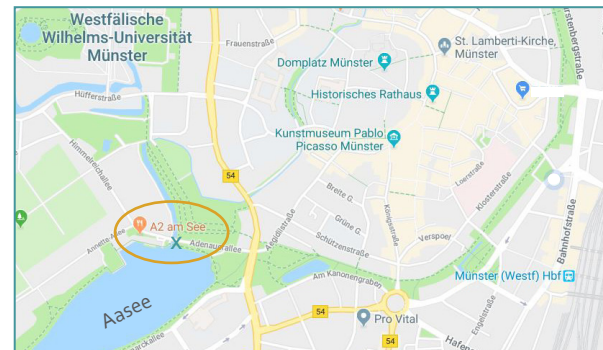 Westfälische
Wilhelms-Universität
Münster
Frauenstraße
Domplatz Münster
St. Lamberti-Kirche,
Münster
Fürstenbergstraße
Hüfferstraße
Historisches Rathaus
Himmelreichallee
Kunstmuseum Pablo
Picasso Münster
54
Breite G.
Loerstraße
Klosterstraße
Grüne G.
Königsstraße
Annette-Allee
A2 am See
X
Adenauerallee
Aegidiistraße
Schützenstraße
Verspoel
Bahnhofstraße
Am Kanonengraben
Münster (Westf) Hbf
Aasee
54
54
Engelstraße
Pro Vital
Hafen